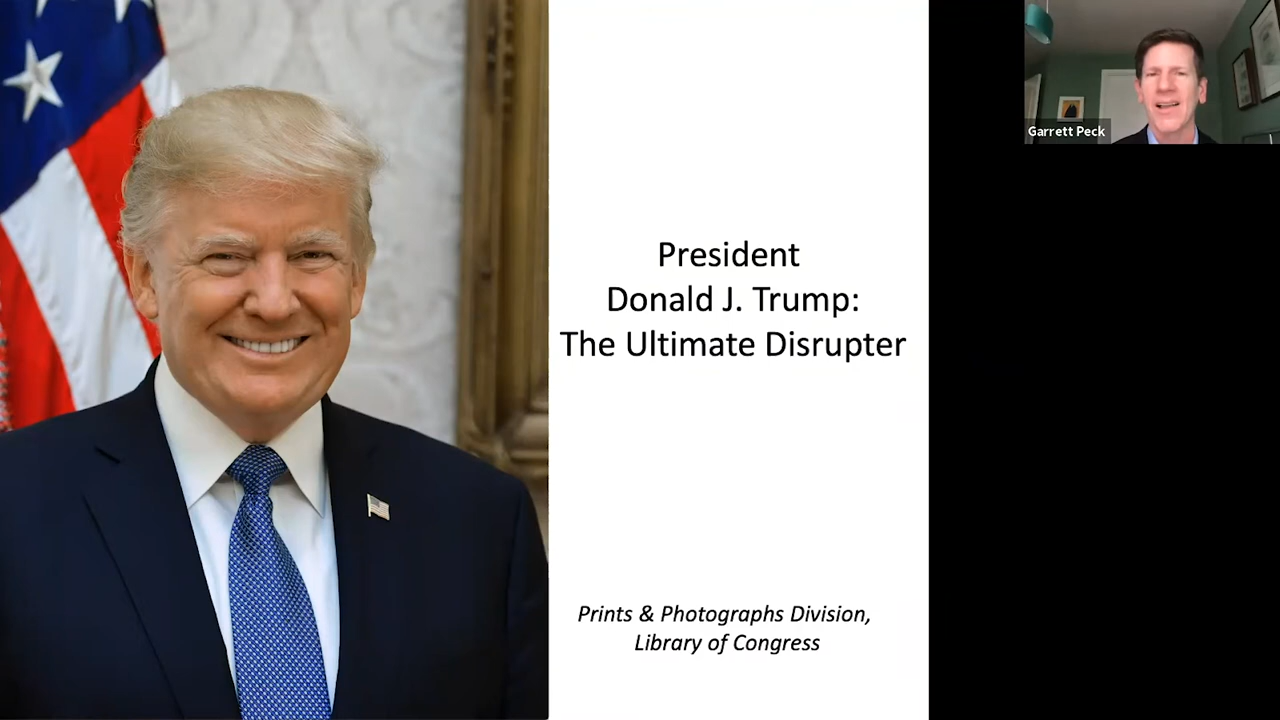 President
Donald J. Trump:
The Ultimate Disrupter
Prints & Photographs Division,
Library of Congress
Garrett Peck